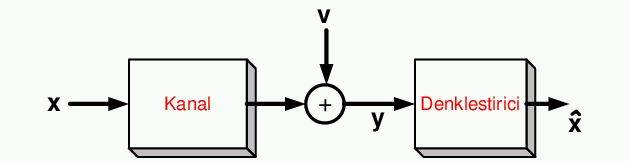 v
x
Kanal
+
y
Denklestirici
x̂